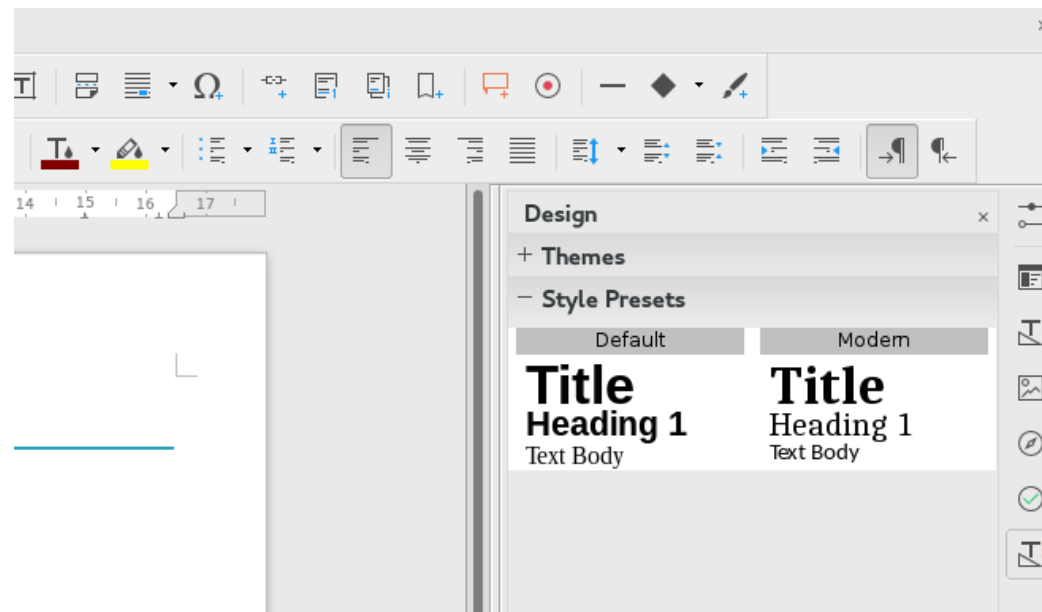 14 15 16 17
Design
Themes
Style Presets
Default Modern
Title Title
Heading 1 Heading 1
Text Body Text Body